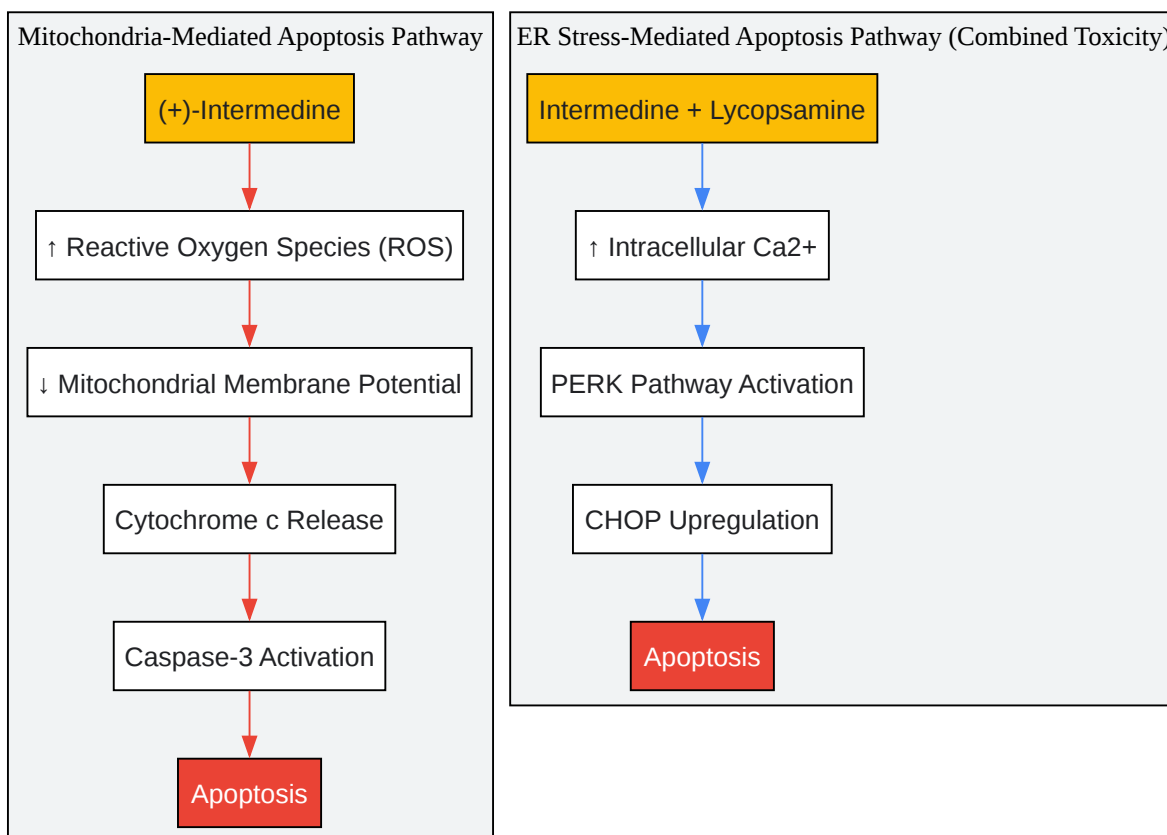 Mitochondria-Mediated Apoptosis Pathway
(+)-Intermedine
↑ Reactive Oxygen Species (ROS)
↓ Mitochondrial Membrane Potential
Cytochrome c Release
Caspase-3 Activation
Apoptosis
ER Stress-Mediated Apoptosis Pathway (Combined Toxicity)
Intermedine + Lycopsamine
↑ Intracellular Ca2+
PERK Pathway Activation
CHOP Upregulation
Apoptosis